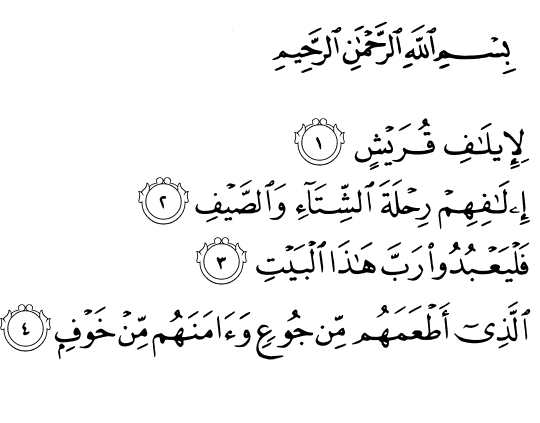 بِسْمِ ٱللَّهِ ٱلرَّحْمَٰنِ ٱلرَّحِيمِ
لِإِيلَٰفِ قُرَيْشٍ ١
إِۦلَٰفِهِمْ رِحْلَةَ ٱلشِّتَآءِ وَٱلصَّيْفِ ٢
فَلْيَعْبُدُوا۟ رَبَّ هَٰذَا ٱلْبَيْتِ ٣
ٱلَّذِىٓ أَطْعَمَهُم مِّن جُوعٍ وَءَامَنَهُم مِّنْ خَوْفٍۭ ٤